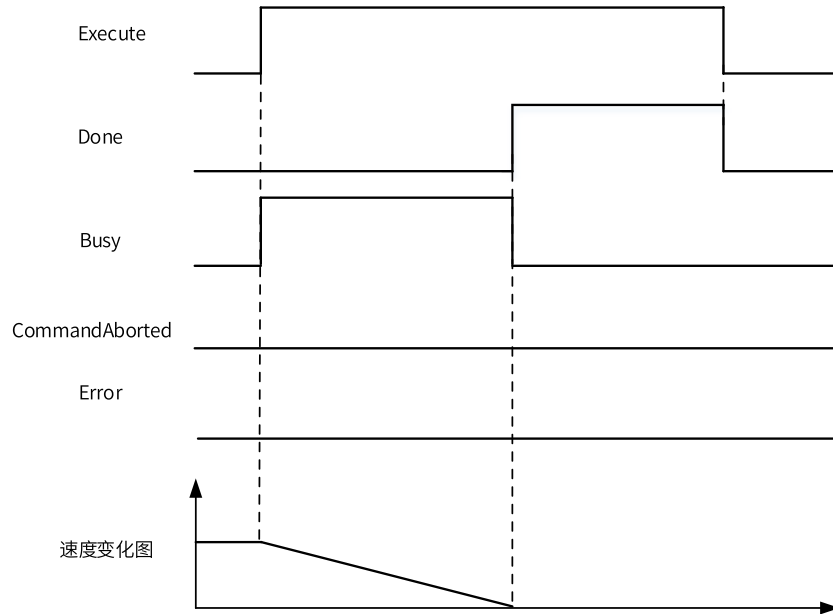 Execute
Done
Busy
CommandAborted
Error
速度变化图